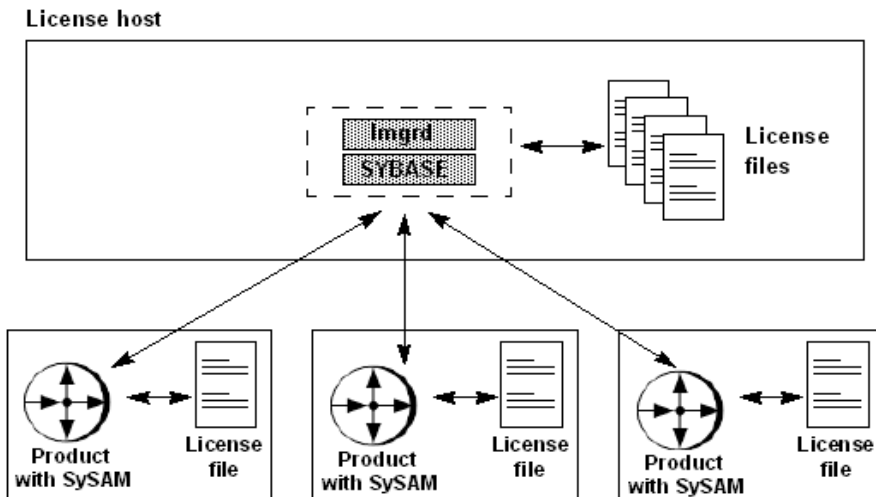 License host
lmgrd
SYBASE
License
files
Product
with SySAM
License
file
Product
with SySAM
License
file
Product
with SySAM
License
file